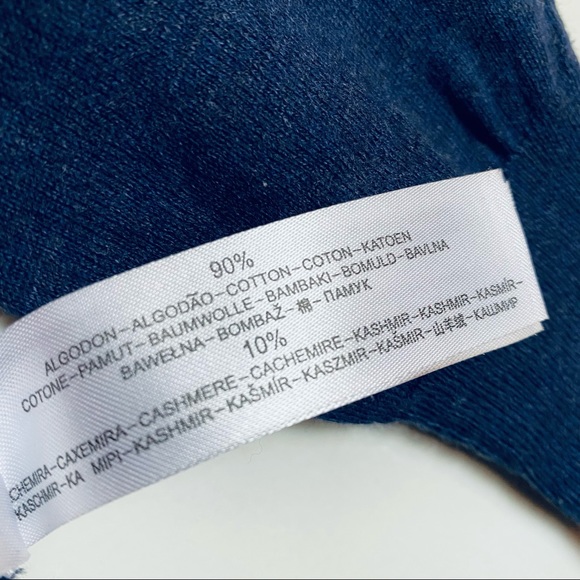 90%
ALGODON-ALGODÃO-COTTON-COTON-KATOEN
COTONE-PAMUT-BAUMWOLLE-BAMBAKI-BOMULD-BAVLNA
BAWEŁNA-BOMBAŽ-棉-ПАМУК
10%
CHEMIRA-CAXEMIRA-CASHMERE-CACHEMIRE-KASHMIR-KASHMIR-KASMÍR-
KASCHMIR-KA MIPI-KASHMIR-KAŠMÍR-KASZMIR-KAŠMIR-山羊绒-КАШМИР